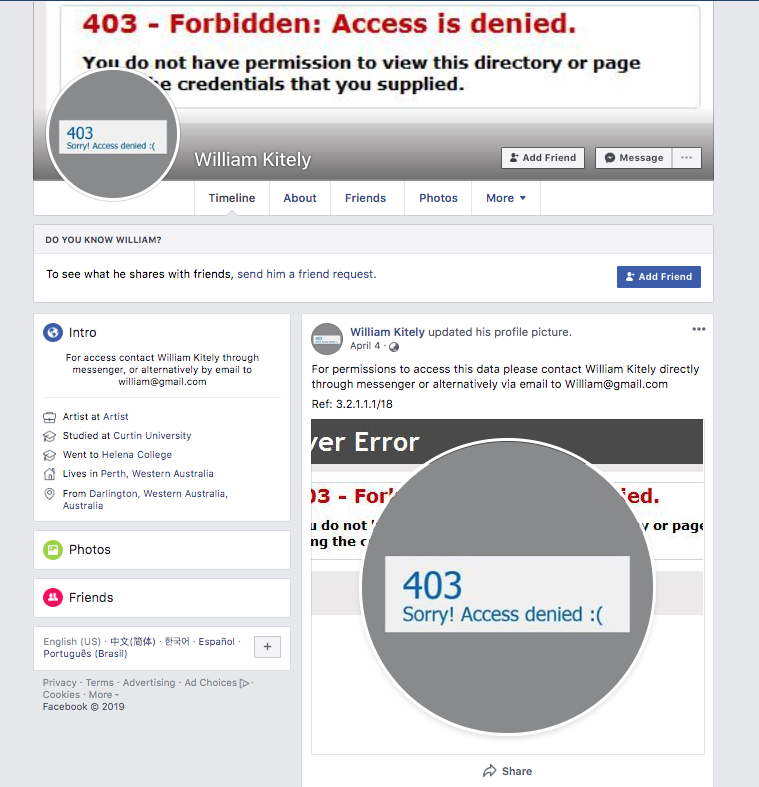 403 - Forbidden: Access is denied.
You do not have permission to view this directory or page
he credentials that you supplied.
403
Sorry! Access denied :(
William Kitely
Add Friend
Message
Timeline
About
Friends
Photos
More
DO YOU KNOW WILLIAM?
To see what he shares with friends, send him a friend request.
Add Friend
Intro
For access contact William Kitely through
messenger, or alternatively by email to
william@gmail.com
Artist at Artist
Studied at Curtin University
Went to Helena College
Lives in Perth, Western Australia
From Darlington, Western Australia,
Australia
Photos
Friends
English (US) · 中文(简体) · 한국어 · Español ·
Português (Brasil)
Privacy · Terms · Advertising · Ad Choices ·
Cookies · More
Facebook © 2019
William Kitely updated his profile picture.
April 4 ·
For permissions to access this data please contact William Kitely directly
through messenger or alternatively via email to William@gmail.com
Ref: 3.2.1.1.1/18
ver Error
03 - For
ied.
u do not
y or page
ng the c
403
Sorry! Access denied :(
Share